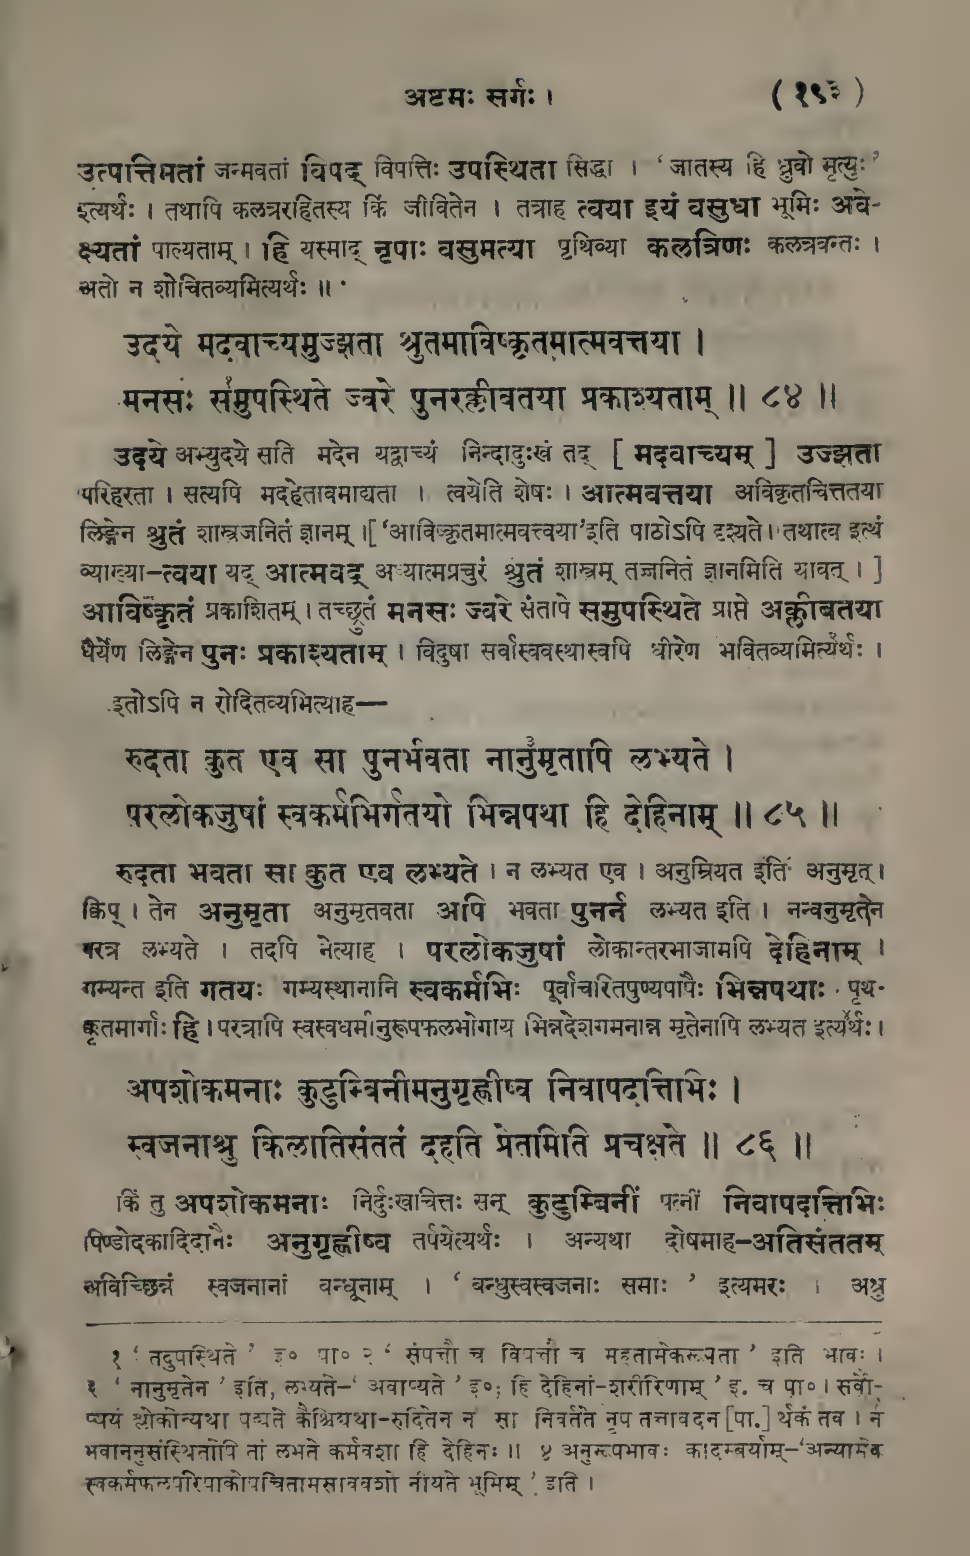 अष्टमः सर्गः । ( १९३ )
उत्पत्तिमतां जन्मवतां विपद् विपत्तिः उपस्थिता सिद्धा । ‘ जातस्य हि ध्रुवो मृत्युः ’
इत्यर्थः । तथापि कलत्ररहितस्य किं जीवितेन । तत्राह त्वया इयं वसुधा भूमिः अवे-
क्ष्यतां पाल्यताम् । हि यस्माद् नृपाः वसुमत्या पृथिव्या कलत्रिणः कलत्रवन्तः ।
अतो न शोचितव्यमित्यर्थः ॥
उदये मदवाच्यमुज्झता श्रुतमाविष्कृतमात्मवत्तया ।
मनसः संमुपस्थिते ज्वरे पुनरक्लीबतया प्रकाश्यताम् ॥ ८४ ॥
उदये अभ्युदये सति मदेन यद्वाच्यं निन्दादुःखं तद् [ मदवाच्यम् ] उज्झता
परिहरता । सत्यपि मदहेतावमाद्यता । त्वयेति शेषः । आत्मवत्तया अविकृतचित्ततया
लिङ्गेन श्रुतं शास्त्रजनितं ज्ञानम् । [ ‘आविष्कृतमात्मवत्त्वया’इति पाठोऽपि दृश्यते । तथात्व इत्थं
व्याख्या–त्वया यद् आत्मवद् अध्यात्मप्रचुरं श्रुतं शास्त्रम् तज्जनितं ज्ञानमिति यावत् । ]
आविष्कृतं प्रकाशितम् । तच्छ्रुतं मनसः ज्वरे संतापे समुपस्थिते प्राप्ते अक्लीबतया
धैर्येण लिङ्गेन पुनः प्रकाश्यताम् । विदुषा सर्वास्ववस्थास्वपि धीरेण भवितव्यमित्यर्थः ।
इतोऽपि न रोदितव्यमित्याह—
रुदता कुत एव सा पुनर्भवता नानुमृतापि लभ्यते ।
परलोकजुषां स्वकर्मभिर्गतयो भिन्नपथा हि देहिनाम् ॥ ८५ ॥
रुदता भवता सा कुत एव लभ्यते । न लभ्यत एव । अनुम्रियत इति अनुमृत् ।
क्विप् । तेन अनुमृता अनुमृतवता अपि भवता पुनर्न लभ्यत इति । नन्वनुमृतेन
परत्र लभ्यते । तदपि नेत्याह । परलोकजुषां लोकान्तरभाजामपि देहिनाम् ।
गम्यन्त इति गतयः गम्यस्थानानि स्वकर्मभिः पूर्वाचरितपुण्यपापैः भिन्नपथाः पृथ-
क्कृतमार्गाः हि । परत्रापि स्वस्वधर्मानुरूपफलभोगाय भिन्नदेशगमनान्न मृतेनापि लभ्यत इत्यर्थः ।
अपशोकमनाः कुटुम्बिनीमनुगृह्णीष्व निवापदत्तिभिः ।
स्वजनाश्रु किलातिसंततं दहति प्रेतमिति प्रचक्षते ॥ ८६ ॥
किं तु अपशोकमनाः निर्दुःखचित्तः सन् कुटुम्बिनीं पत्नीं निवापदत्तिभिः
पिण्डोदकादिदानैः अनुगृह्णीष्व तर्पयेत्यर्थः । अन्यथा दोषमाह–अतिसंततम्
अविच्छिन्नं स्वजनानां बन्धूनाम् । ‘ बन्धुस्वस्वजनाः समाः ’ इत्यमरः । अश्रु
१ ‘ तदुपस्थिते ’ इ० पा० २ ‘ संपत्तौ च विपत्तौ च महतामेकरूपता ’ इति भावः ।
३ ‘ नानुमृतेन ’ इति, लभ्यते–‘ अवाप्यते ’ इ०; हि देहिनां–शरीरिणाम् ’ इ. च पा० । सर्वो-
प्ययं श्लोकोन्यथा पठ्यते कैश्चिद्यथा–रुदितेन न सा निवर्तते नृप तत्तावदन [पा.] र्थकं तव । न
भवाननुसंस्थितोपि तां लभते कर्मवशा हि देहिनः ॥ ४ अनुरूपभावः कादम्बर्याम्–‘अन्यामेव
स्वकर्मफलपरिपाकोपचितामसाववशो नीयते भूमिम् ’ इति ।